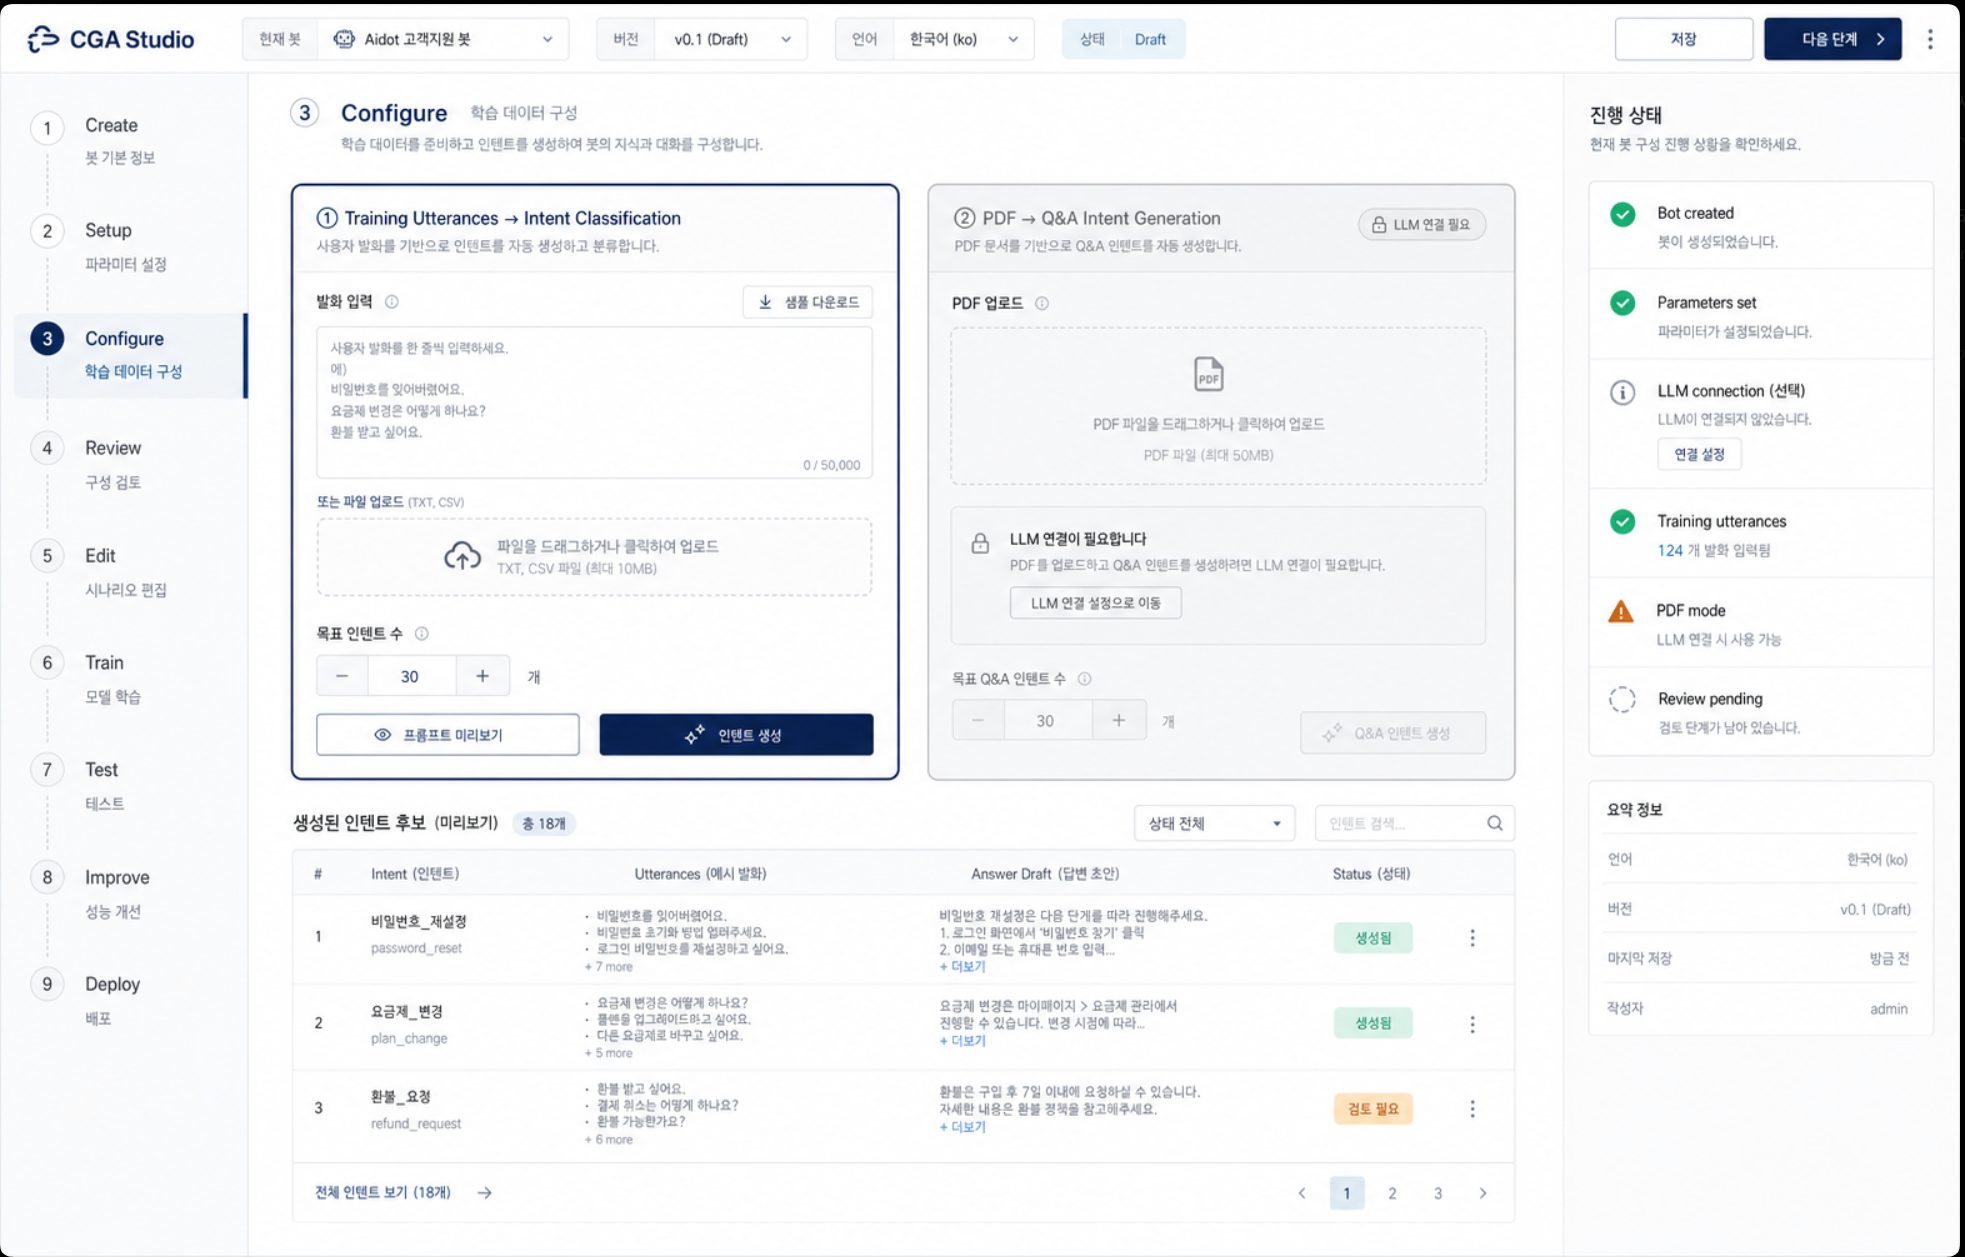 CGA Studio
현재 봇 Aidot 고객지원 봇
버전 v0.1 (Draft)
언어 한국어 (ko)
상태 Draft
저장
다음 단계
1 Create
봇 기본 정보
2 Setup
파라미터 설정
3 Configure
학습 데이터 구성
4 Review
구성 검토
5 Edit
시나리오 편집
6 Train
모델 학습
7 Test
테스트
8 Improve
성능 개선
9 Deploy
배포
3 Configure 학습 데이터 구성
학습 데이터를 준비하고 인텐트를 생성하여 봇의 지식과 대화를 구성합니다.
① Training Utterances → Intent Classification
사용자 발화를 기반으로 인텐트를 자동 생성하고 분류합니다.
발화 입력
샘플 다운로드
사용자 발화를 한 줄씩 입력하세요.
예)
비밀번호를 잊어버렸어요.
요금제 변경은 어떻게 하나요?
환불 받고 싶어요.
0 / 50,000
또는 파일 업로드 (TXT, CSV)
파일을 드래그하거나 클릭하여 업로드
TXT, CSV 파일 (최대 10MB)
목표 인텐트 수
− 30 + 개
프롬프트 미리보기
인텐트 생성
② PDF → Q&A Intent Generation
LLM 연결 필요
PDF 문서를 기반으로 Q&A 인텐트를 자동 생성합니다.
PDF 업로드
PDF
PDF 파일을 드래그하거나 클릭하여 업로드
PDF 파일 (최대 50MB)
LLM 연결이 필요합니다
PDF를 업로드하고 Q&A 인텐트를 생성하려면 LLM 연결이 필요합니다.
LLM 연결 설정으로 이동
목표 Q&A 인텐트 수
− 30 + 개
Q&A 인텐트 생성
생성된 인텐트 후보 (미리보기) 총 18개
상태 전체
인텐트 검색...
# Intent (인텐트) Utterances (예시 발화) Answer Draft (답변 초안) Status (상태)
1
비밀번호_재설정
password_reset
• 비밀번호를 잊어버렸어요.
• 비밀번호 초기화 방법
• 로그인 비밀번호를 재설정하고 싶어요.
+ 7 more
비밀번호 재설정은 다음 단계를 따라 진행해주세요.
1. 로그인 화면에서 '비밀번호 찾기' 클릭
2. 이메일 또는 휴대폰 번호 입력...
+ 더보기
생성됨
2
요금제_변경
plan_change
• 요금제 변경은 어떻게 하나요?
• 플랜을 업그레이드하고 싶어요.
• 다른 요금제로 바꾸고 싶어요.
+ 5 more
요금제 변경은 마이페이지 > 요금제 관리에서
진행할 수 있습니다. 변경 시점에 따라...
+ 더보기
생성됨
3
환불_요청
refund_request
• 환불 받고 싶어요.
• 결제 취소는 어떻게 하나요?
• 환불 가능한가요?
+ 6 more
환불은 구입 후 7일 이내에 요청하실 수 있습니다.
자세한 내용은 환불 정책을 참고해주세요.
+ 더보기
검토 필요
전체 인텐트 보기 (18개) →
< 1 2 3 >
진행 상태
현재 봇 구성 진행 상황을 확인하세요.
Bot created
봇이 생성되었습니다.
Parameters set
파라미터가 설정되었습니다.
LLM connection (선택)
LLM이 연결되지 않았습니다.
연결 설정
Training utterances
124 개 발화 입력됨
PDF mode
LLM 연결 시 사용 가능
Review pending
검토 단계가 남아 있습니다.
요약 정보
언어 한국어 (ko)
버전 v0.1 (Draft)
마지막 저장 방금 전
작성자 admin